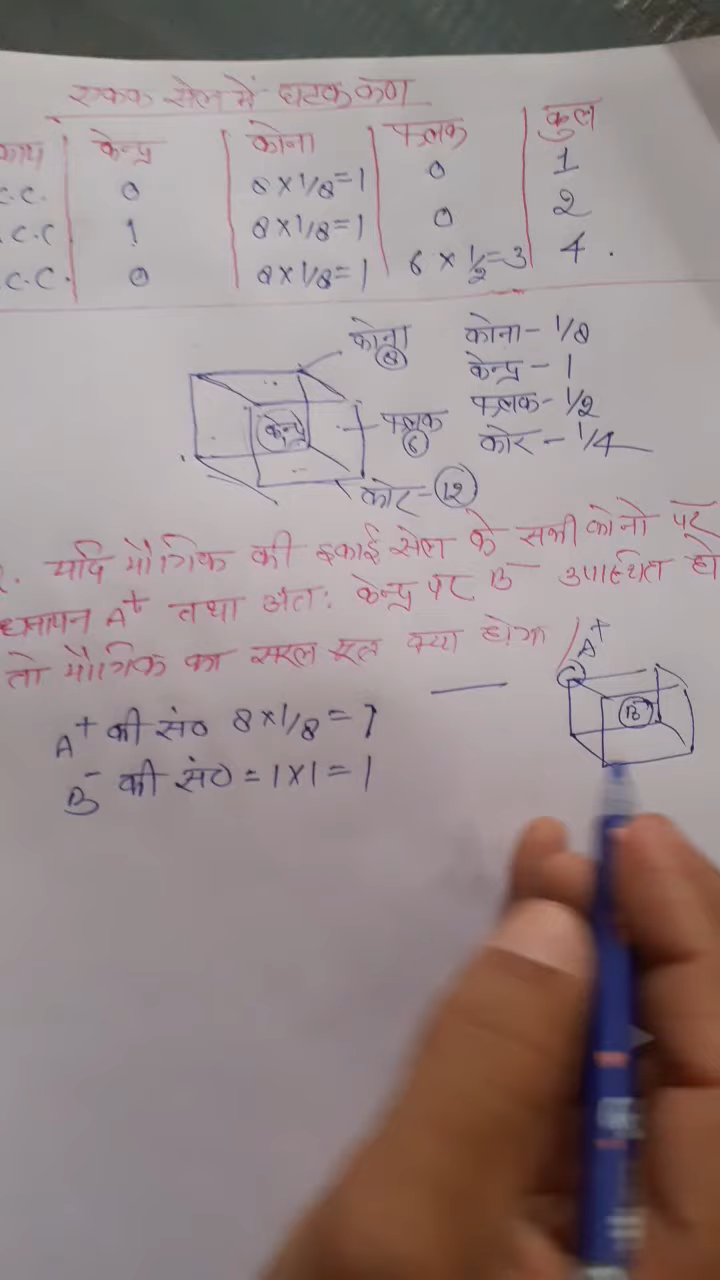 एकक सेल में घटक कण
काय केन्द्र कोना फलक कुल
C.C. 0 8 × 1/8 = 1 0 1
.C.C 1 8 × 1/8 = 1 0 2
C.C. 0 8 × 1/8 = 1 6 × 1/2 = 3 4 .
कोना 8
केन्द्र
फलक 6
कोर - 12
कोना - 1/8
केन्द्र - 1
फलक - 1/2
कोर - 1/4
यदि यौगिक की इकाई सेल के सभी कोनो पर
A⁺ तथा अंतः केन्द्र पर B⁻ उपस्थित हो
तो यौगिक का सरल सूत्र क्या होगा
A⁺
B⁻
A⁺ की सं० 8 × 1/8 = 1
B⁻ की सं० = 1 × 1 = 1